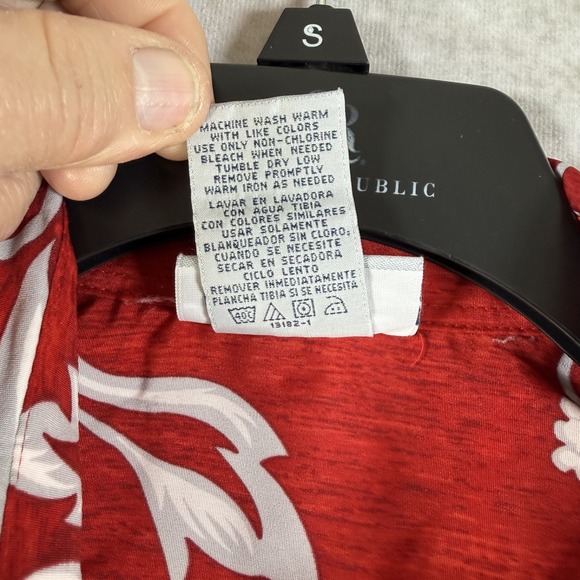 S
MACHINE WASH WARM
WITH LIKE COLORS
USE ONLY NON-CHLORINE
BLEACH WHEN NEEDED
TUMBLE DRY LOW
REMOVE PROMPTLY
WARM IRON AS NEEDED
LAVAR EN LAVADORA
CON AGUA TIBIA
CON COLORES SIMILARES
USAR SOLAMENTE
BLANQUEADOR SIN CLORO;
CUANDO SE NECESITE
SECAR EN SECADORA
CICLO LENTO
REMOVER INMEDIATAMENTE
PLANCHA TIBIA SI SE NECESITA
40C
13182-1
UBLIC